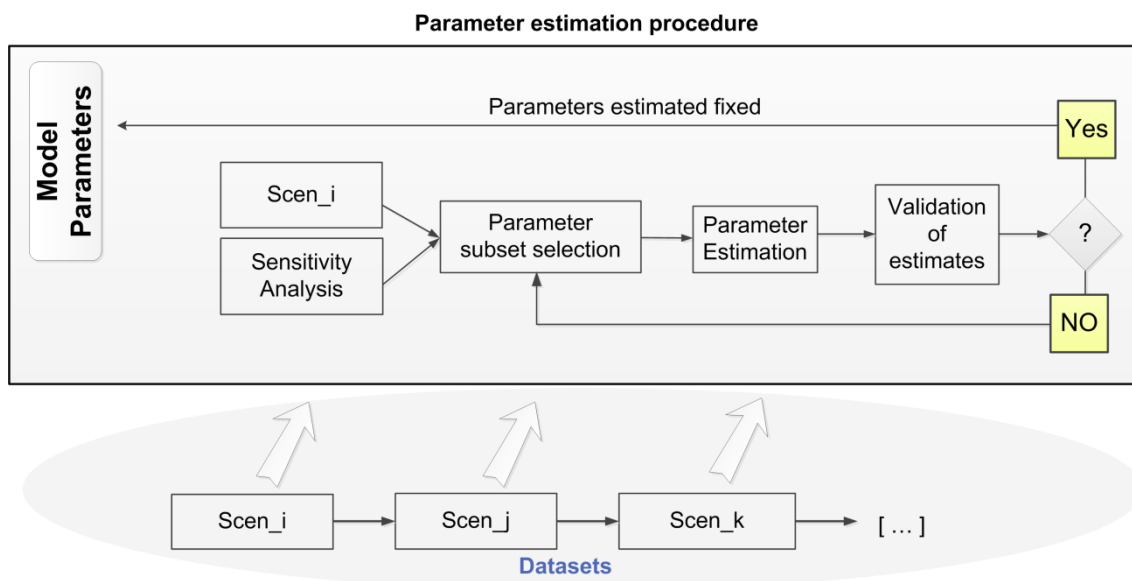 Parameter estimation procedure
Model
Parameters
Parameters estimated fixed
Yes
Scen_i
Sensitivity
Analysis
Parameter
subset selection
Parameter
Estimation
Validation
of
estimates
?
NO
Scen_i
Scen_j
Scen_k
[ ... ]
Datasets